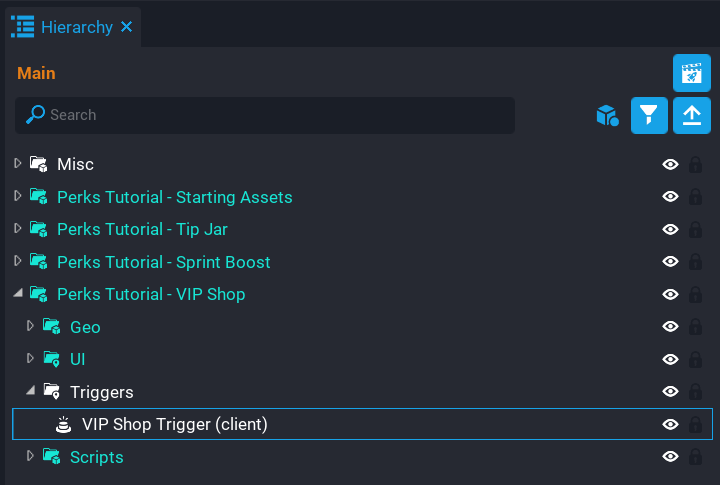 Hierarchy
Main
Search
Misc
Perks Tutorial - Starting Assets
Perks Tutorial - Tip Jar
Perks Tutorial - Sprint Boost
Perks Tutorial - VIP Shop
Geo
UI
Triggers
VIP Shop Trigger (client)
Scripts